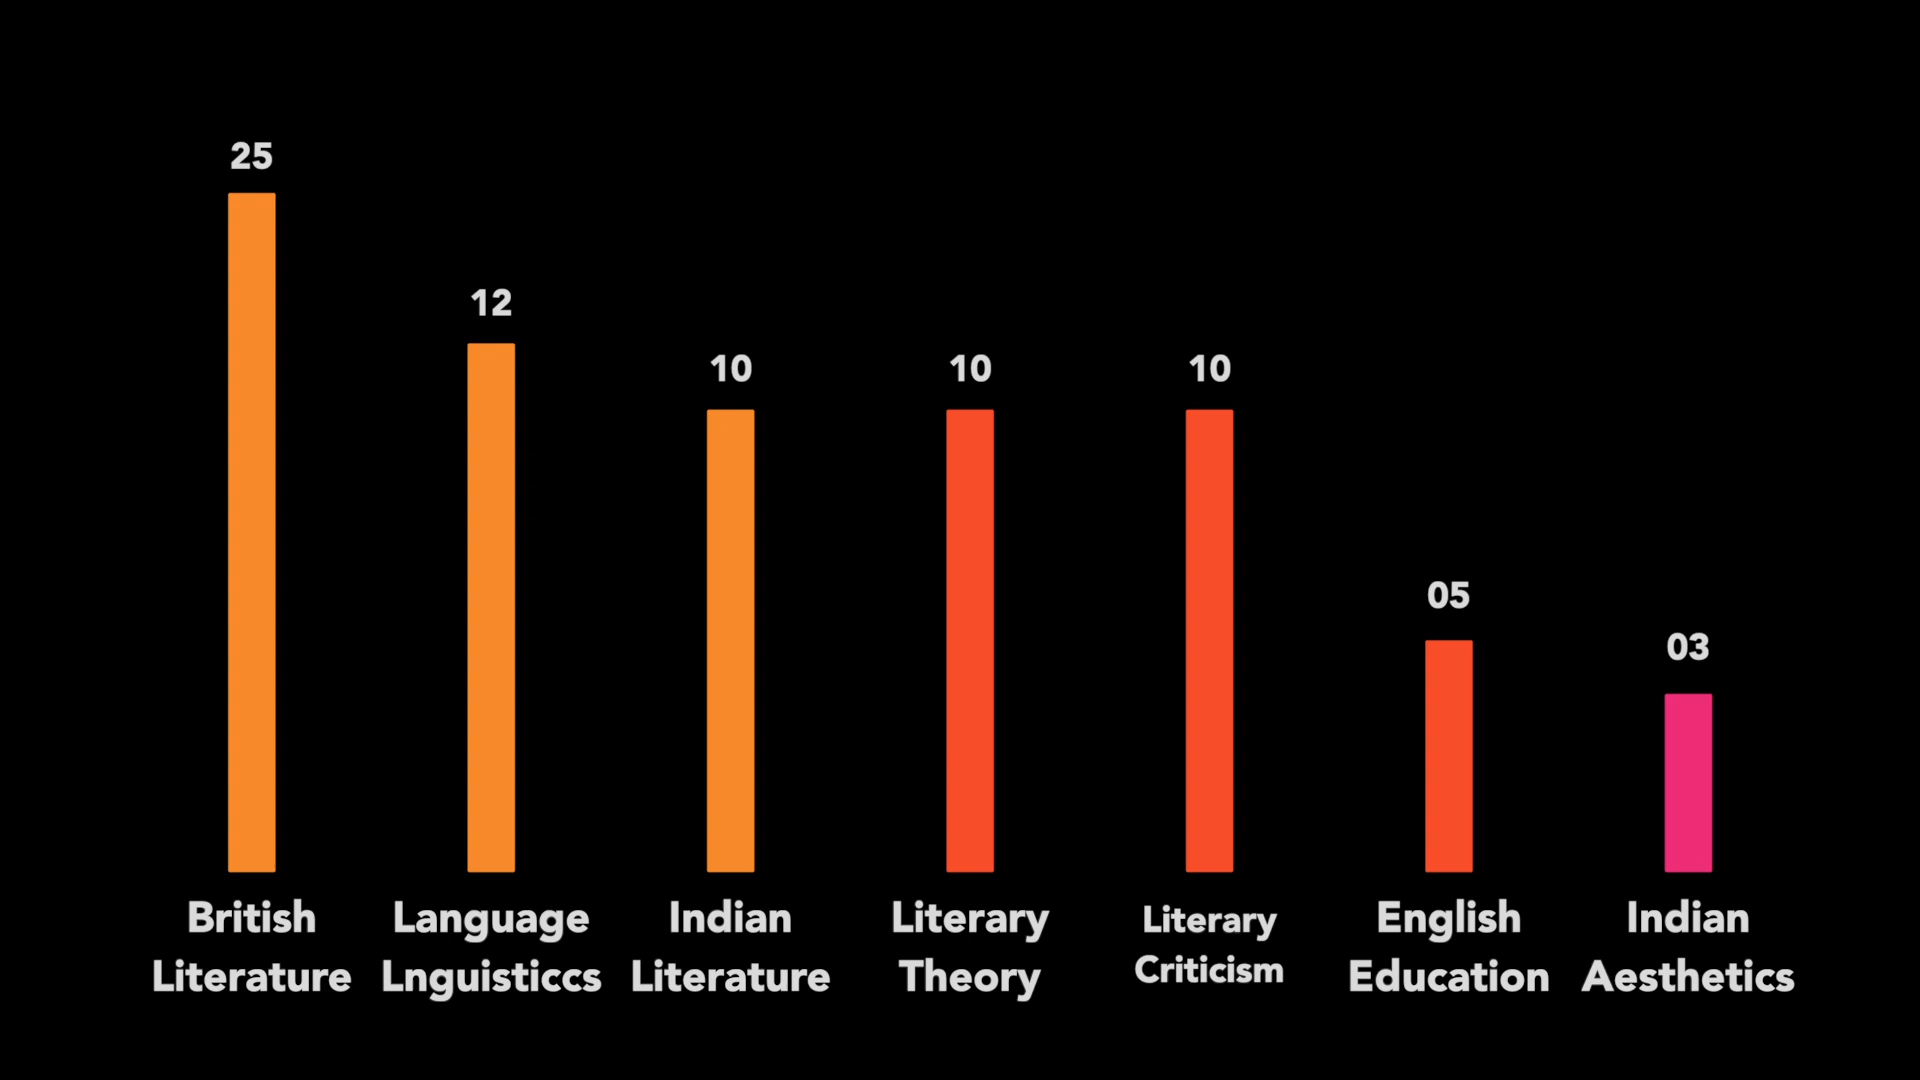 25
12
10
10
10
05
03
British
Literature
Language
Lnguisticcs
Indian
Literature
Literary
Theory
Literary
Criticism
English
Education
Indian
Aesthetics